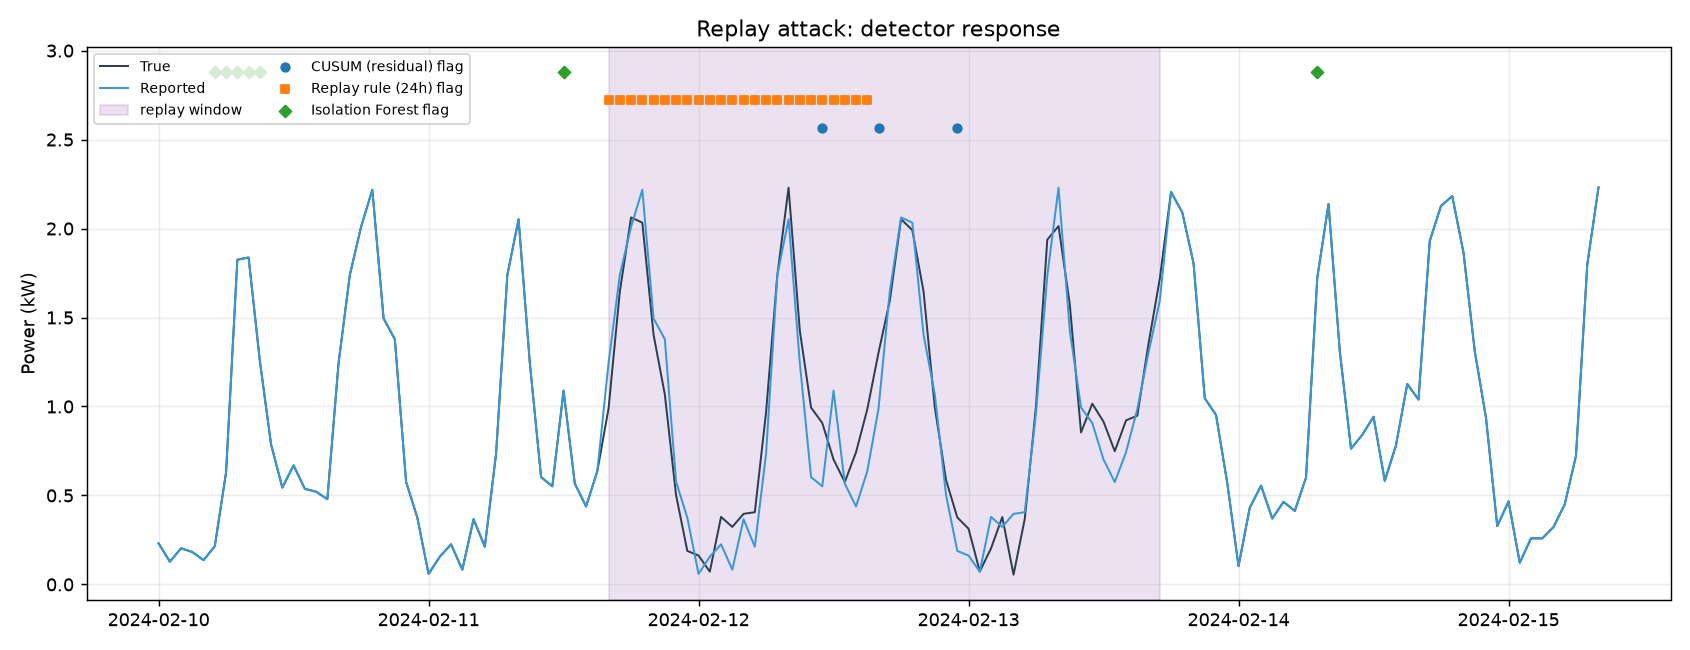 Replay attack: detector response
True
Reported
replay window
CUSUM (residual) flag
Replay rule (24h) flag
Isolation Forest flag
Power (kW)
3.0
2.5
2.0
1.5
1.0
0.5
0.0
2024-02-10
2024-02-11
2024-02-12
2024-02-13
2024-02-14
2024-02-15